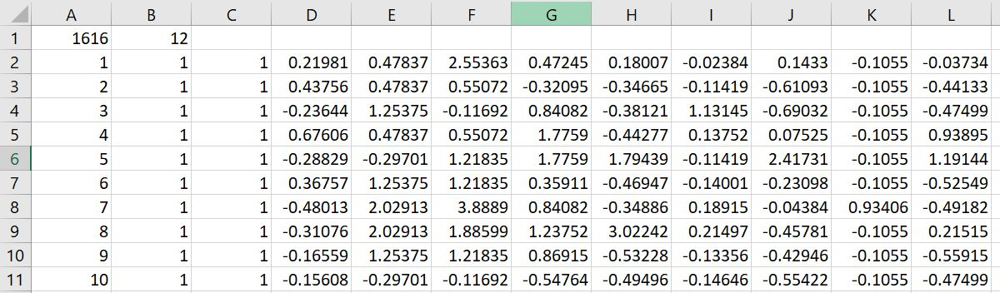 A B C D E F G H I J K L
1 1616 12
2 1 1 1 0.21981 0.47837 2.55363 0.47245 0.18007 -0.02384 0.1433 -0.1055 -0.03734
3 2 1 1 0.43756 0.47837 0.55072 -0.32095 -0.34665 -0.11419 -0.61093 -0.1055 -0.44133
4 3 1 1 -0.23644 1.25375 -0.11692 0.84082 -0.38121 1.13145 -0.69032 -0.1055 -0.47499
5 4 1 1 0.67606 0.47837 0.55072 1.7759 -0.44277 0.13752 0.07525 -0.1055 0.93895
6 5 1 1 -0.28829 -0.29701 1.21835 1.7759 1.79439 -0.11419 2.41731 -0.1055 1.19144
7 6 1 1 0.36757 1.25375 1.21835 0.35911 -0.46947 -0.14001 -0.23098 -0.1055 -0.52549
8 7 1 1 -0.48013 2.02913 3.8889 0.84082 -0.34886 0.18915 -0.04384 0.93406 -0.49182
9 8 1 1 -0.31076 2.02913 1.88599 1.23752 3.02242 0.21497 -0.45781 -0.1055 0.21515
10 9 1 1 -0.16559 1.25375 1.21835 0.86915 -0.53228 -0.13356 -0.42946 -0.1055 -0.55915
11 10 1 1 -0.15608 -0.29701 -0.11692 -0.54764 -0.49496 -0.14646 -0.55422 -0.1055 -0.47499